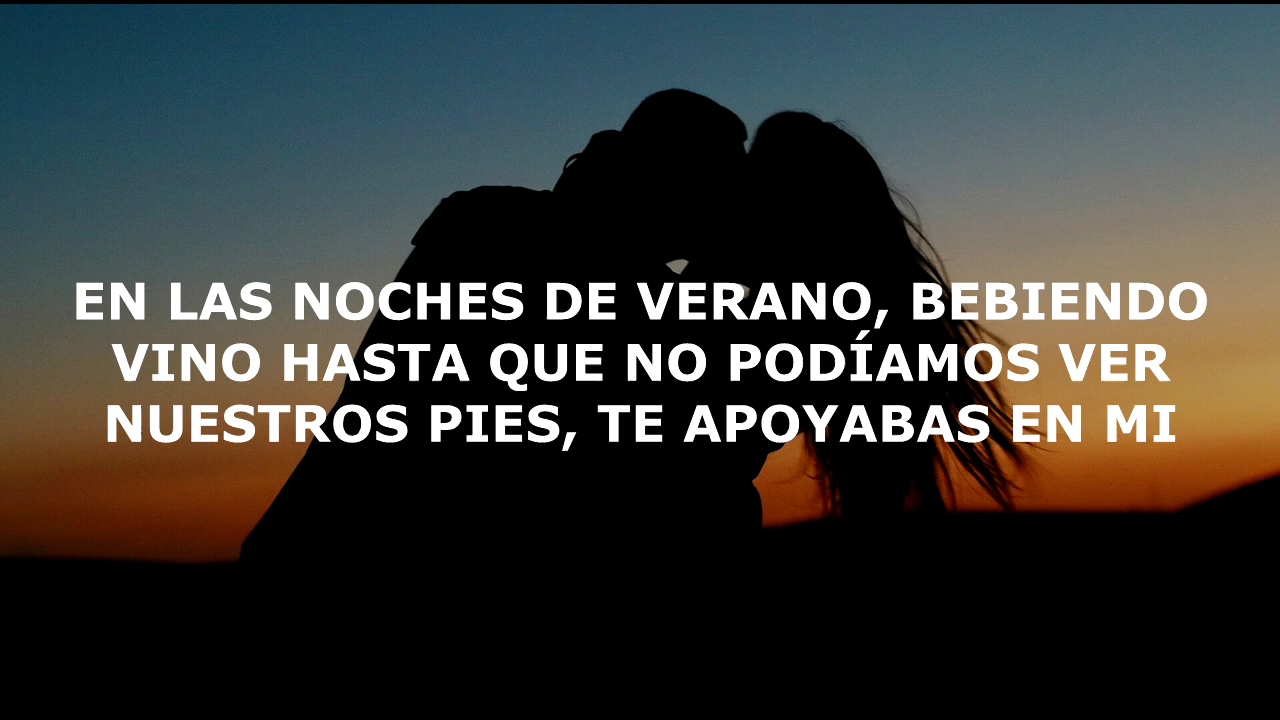 EN LAS NOCHES DE VERANO, BEBIENDO
VINO HASTA QUE NO PODÍAMOS VER
NUESTROS PIES, TE APOYABAS EN MI